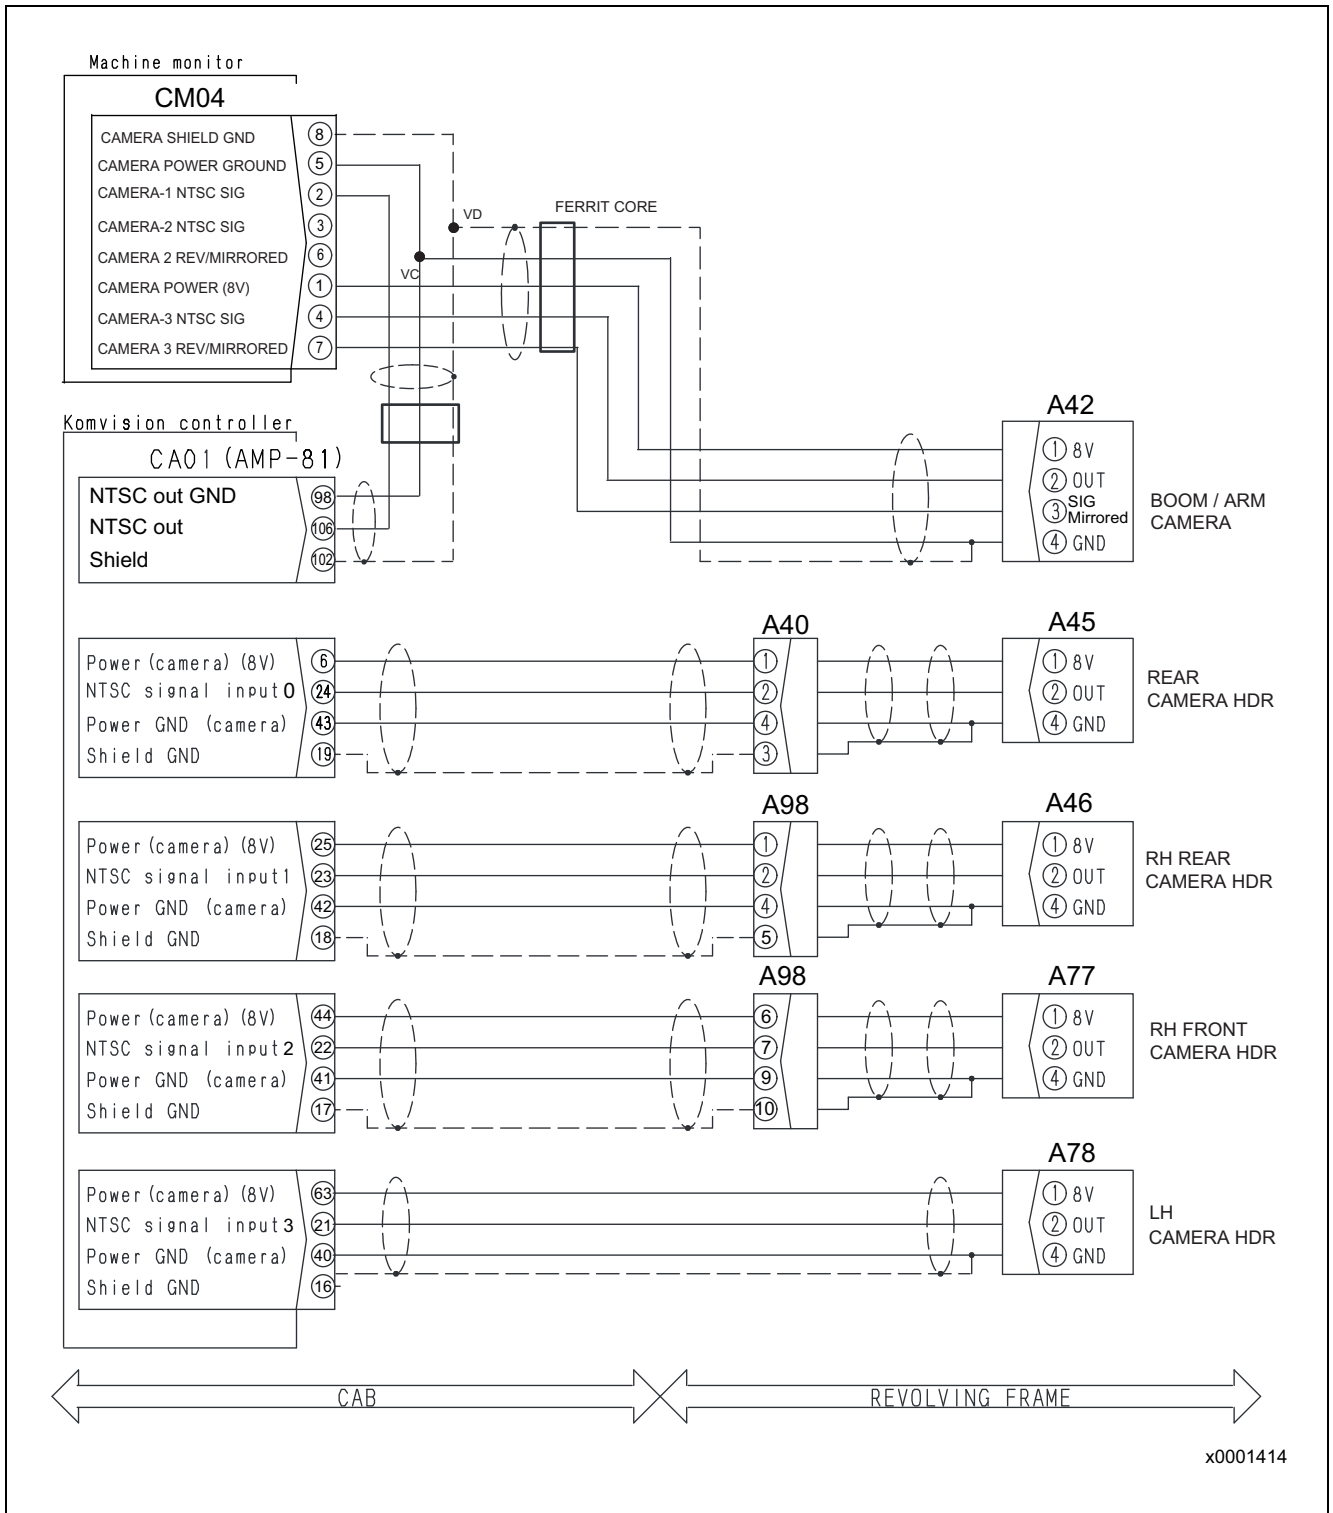 Machine monitor
CM04
CAMERA SHIELD GND 8
CAMERA POWER GROUND 5
CAMERA-1 NTSC SIG 2
CAMERA-2 NTSC SIG 3
CAMERA 2 REV/MIRRORED 6
CAMERA POWER (8V) 1
CAMERA-3 NTSC SIG 4
CAMERA 3 REV/MIRRORED 7
VD
VC
FERRIT CORE
Komvision controller
CA01 (AMP-81)
NTSC out GND 98
NTSC out 106
Shield 102
A42
1 8V
2 OUT
3 SIG Mirrored
4 GND
BOOM / ARM
CAMERA
Power (camera) (8V) 6
NTSC signal input 0 24
Power GND (camera) 43
Shield GND 19
A40
1
2
4
3
A45
1 8V
2 OUT
4 GND
REAR
CAMERA HDR
Power (camera) (8V) 25
NTSC signal input1 23
Power GND (camera) 42
Shield GND 18
A98
1
2
4
5
A46
1 8V
2 OUT
4 GND
RH REAR
CAMERA HDR
Power (camera) (8V) 44
NTSC signal input 2 22
Power GND (camera) 41
Shield GND 17
A98
6
7
9
10
A77
1 8V
2 OUT
4 GND
RH FRONT
CAMERA HDR
Power (camera) (8V) 63
NTSC signal input 3 21
Power GND (camera) 40
Shield GND 16
A78
1 8V
2 OUT
4 GND
LH
CAMERA HDR
CAB
REVOLVING FRAME
x0001414